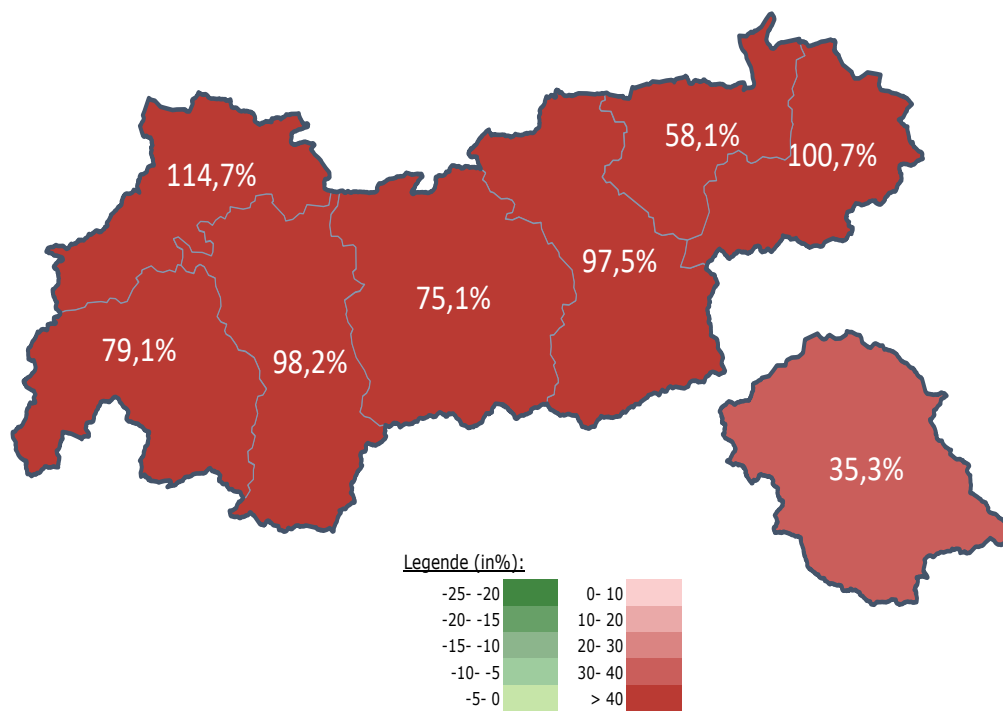 58,1%
100,7%
114,7%
97,5%
75,1%
79,1%
98,2%
35,3%
Legende (in%):
-25- -20 0- 10
-20- -15 10- 20
-15- -10 20- 30
-10- -5 30- 40
-5- 0 > 40